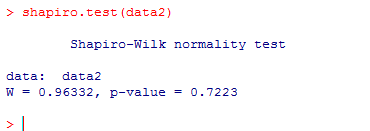 > shapiro.test(data2)
Shapiro-Wilk normality test
data:  data2
W = 0.96332, p-value = 0.7223
>